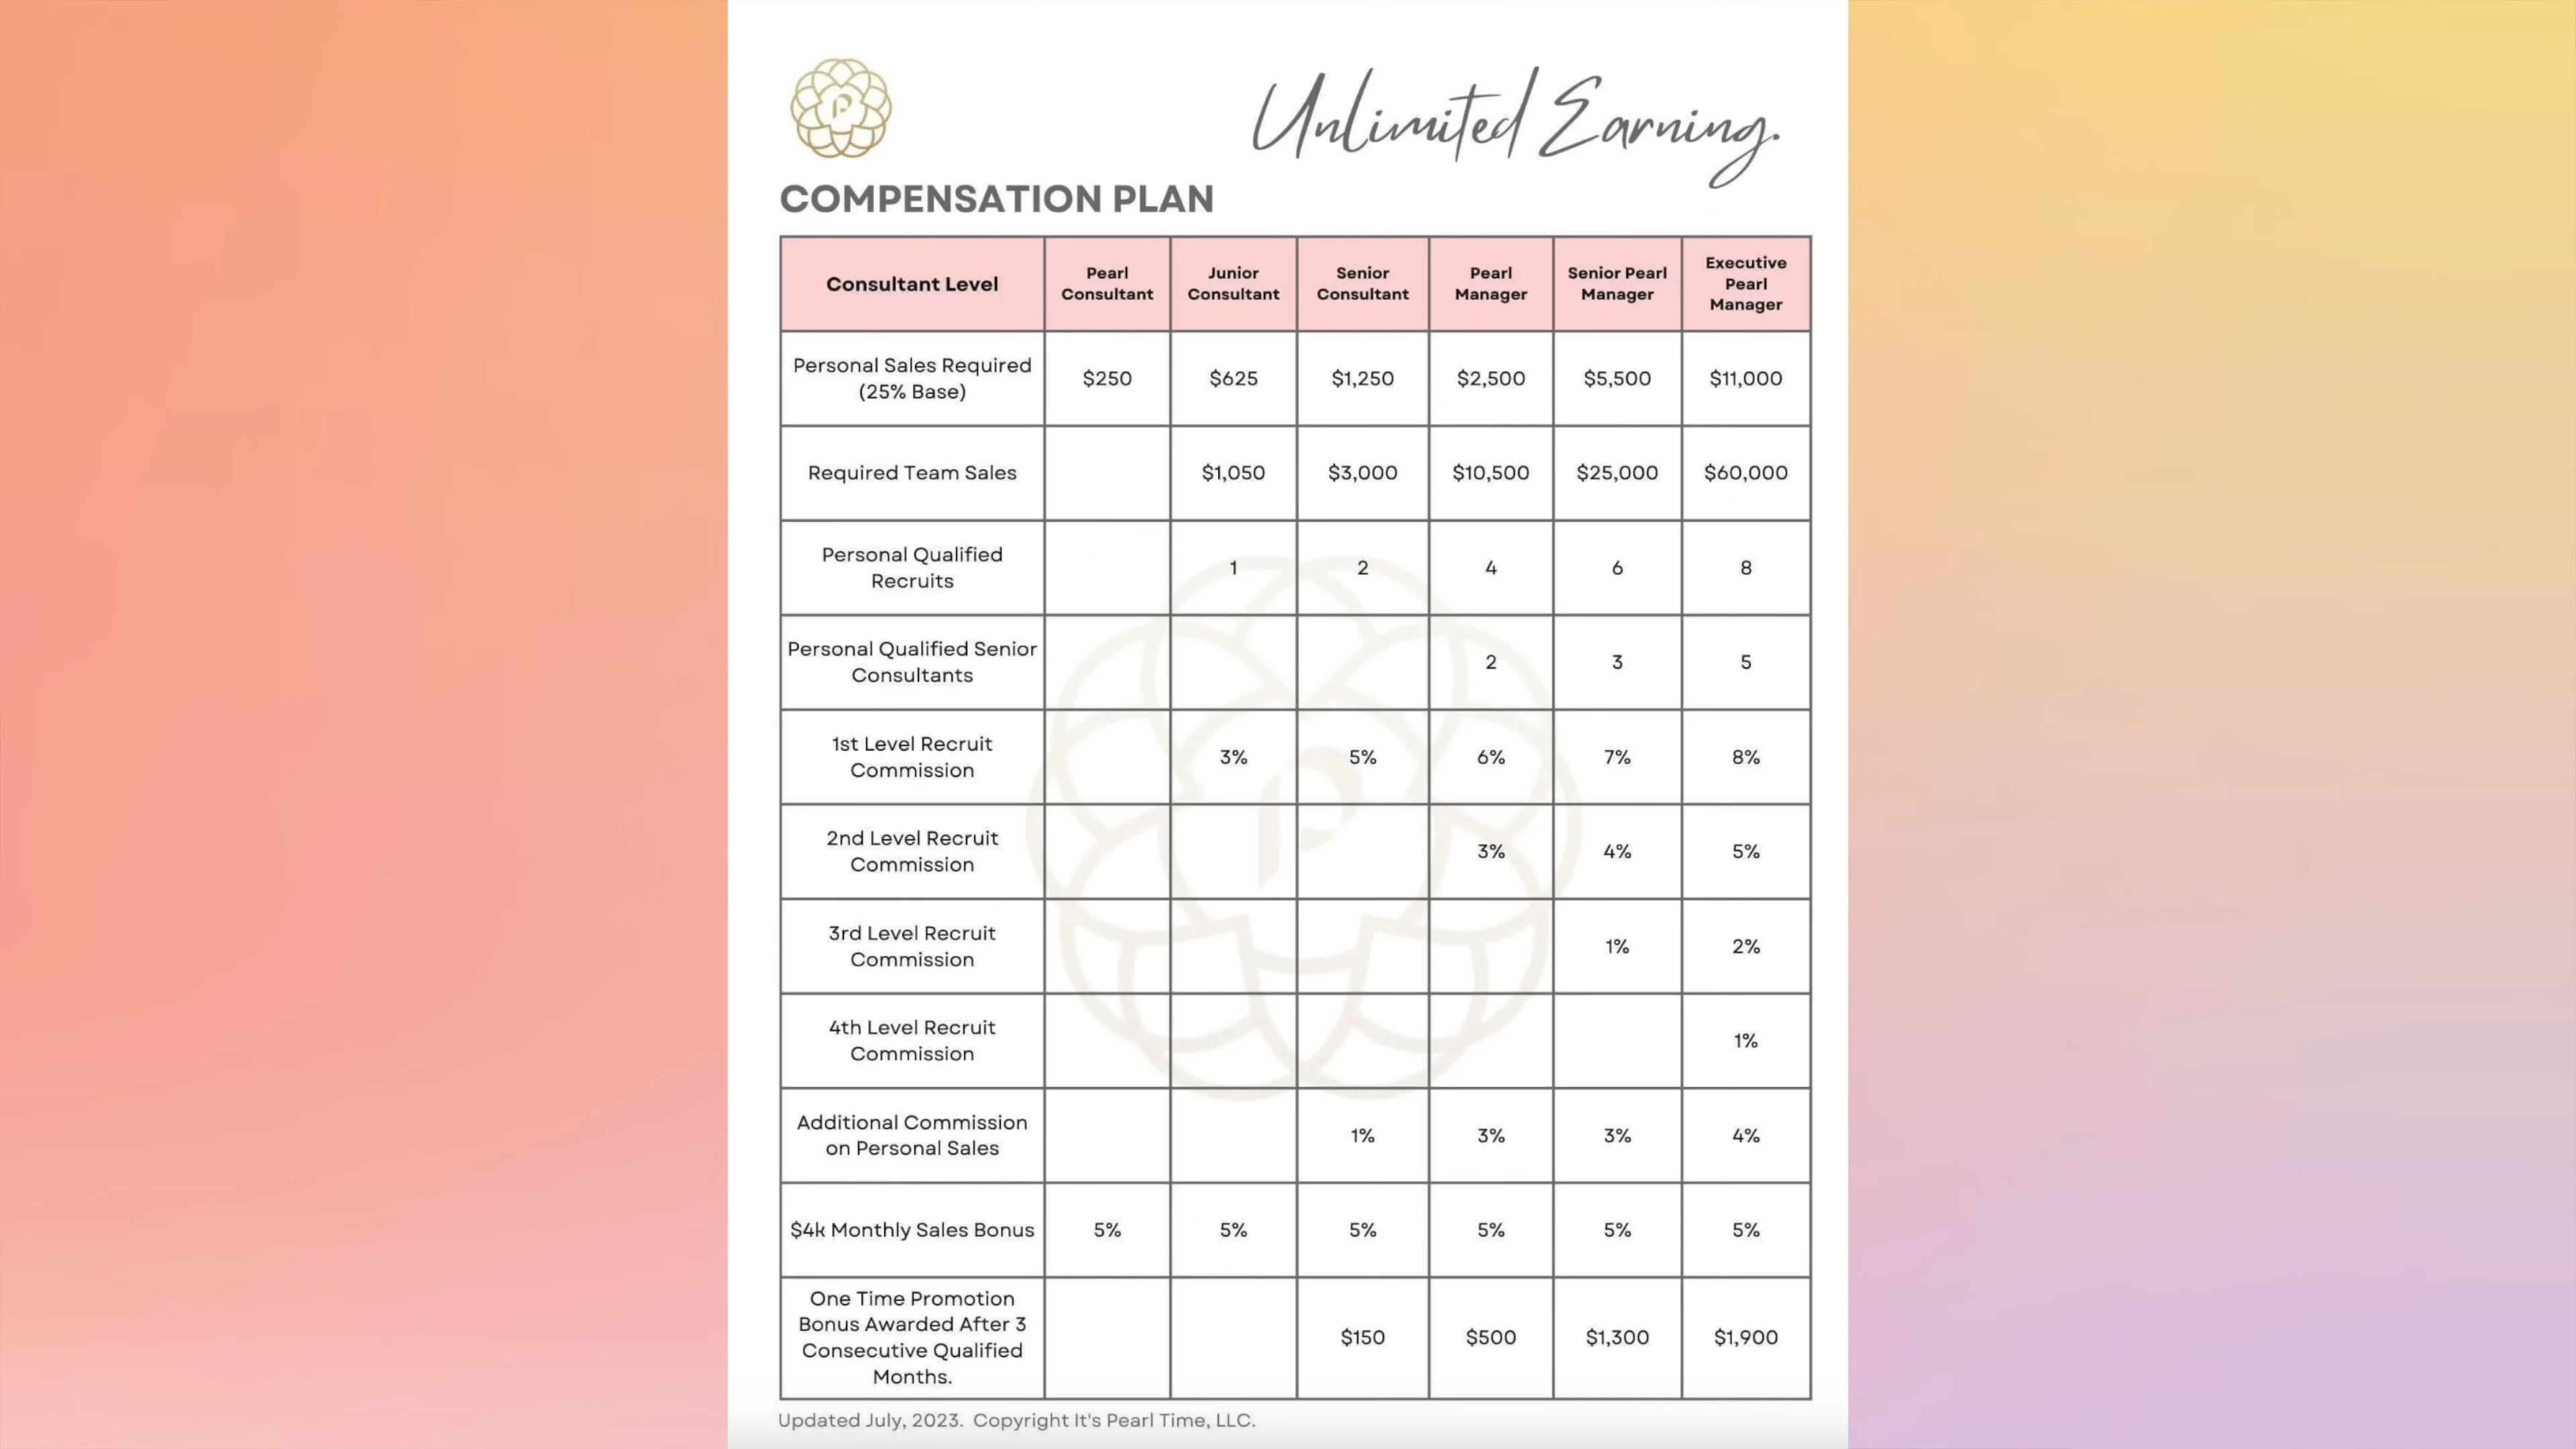 Unlimited Earning.
COMPENSATION PLAN
Consultant Level
Pearl
Consultant
Junior
Consultant
Senior
Consultant
Pearl
Manager
Senior Pearl
Manager
Executive
Pearl
Manager
Personal Sales Required
(25% Base)
$250
$625
$1,250
$2,500
$5,500
$11,000
Required Team Sales
$1,050
$3,000
$10,500
$25,000
$60,000
Personal Qualified
Recruits
1
2
4
6
8
Personal Qualified Senior
Consultants
2
3
5
1st Level Recruit
Commission
3%
5%
6%
7%
8%
2nd Level Recruit
Commission
3%
4%
5%
3rd Level Recruit
Commission
1%
2%
4th Level Recruit
Commission
1%
Additional Commission
on Personal Sales
1%
3%
3%
4%
$4k Monthly Sales Bonus
5%
5%
5%
5%
5%
5%
One Time Promotion
Bonus Awarded After 3
Consecutive Qualified
Months.
$150
$500
$1,300
$1,900
Updated July, 2023. Copyright It's Pearl Time, LLC.